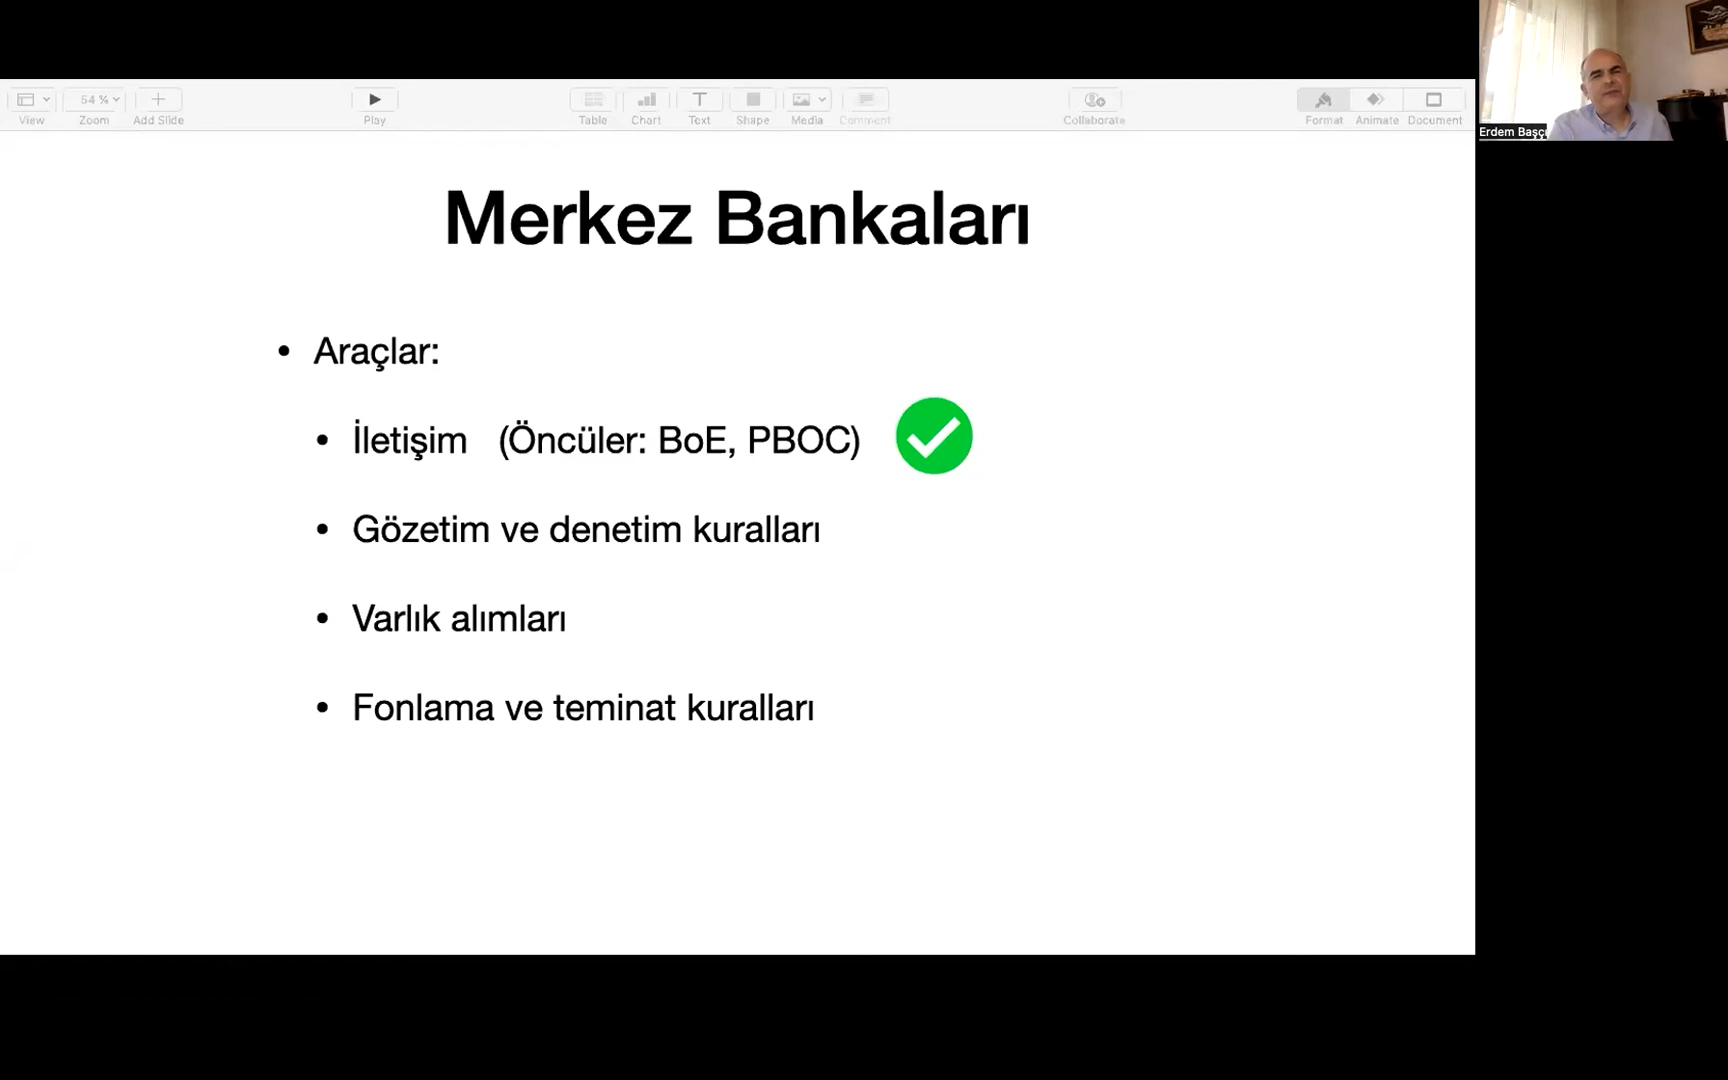 54 %
View
Zoom
Add Slide
Play
Table
Chart
Text
Shape
Media
Comment
Collaborate
Format
Animate
Document
Erdem Başçı
Merkez Bankaları
• Araçlar:
• İletişim (Öncüler: BoE, PBOC)
• Gözetim ve denetim kuralları
• Varlık alımları
• Fonlama ve teminat kuralları